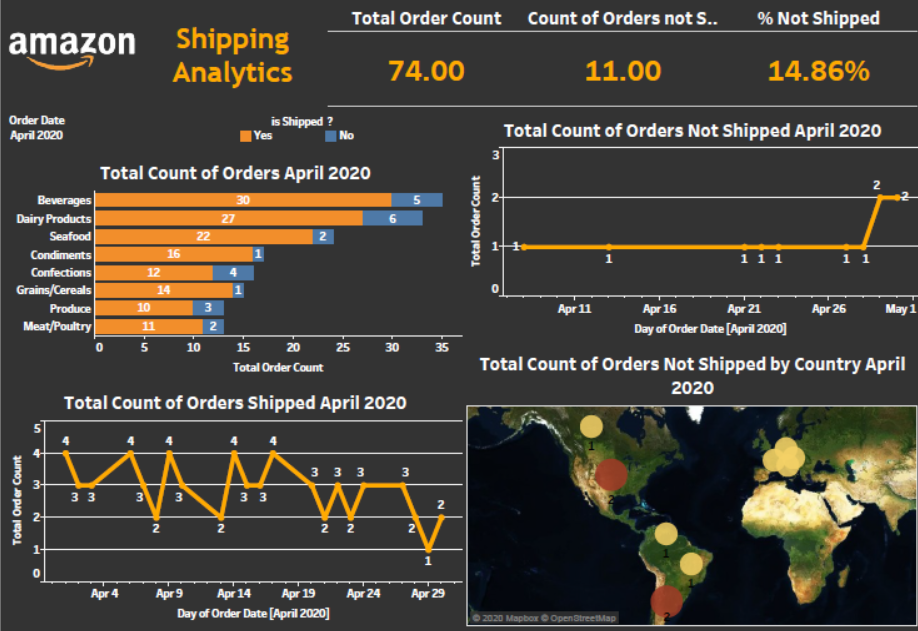 amazon
Shipping
Analytics
Total Order Count
Count of Orders not S..
% Not Shipped
74.00
11.00
14.86%
Order Date
April 2020
is Shipped ?
Yes
No
Total Count of Orders April 2020
Beverages 30 5
Dairy Products 27 6
Seafood 22 2
Condiments 16 1
Confections 12 4
Grains/Cereals 14 1
Produce 10 3
Meat/Poultry 11 2
0 5 10 15 20 25 30 35
Total Order Count
Total Count of Orders Not Shipped April 2020
Total Order Count
3
2
1
0
1 1 1 1 1 1 1 2 2
Apr 11 Apr 16 Apr 21 Apr 26 May 1
Day of Order Date [April 2020]
Total Count of Orders Shipped April 2020
Total Order Count
5
4
3
2
1
0
4 3 3 4 3 2 4 3 2 4 3 3 4 3 2 3 2 3 3 2 1 2
Apr 4 Apr 9 Apr 14 Apr 19 Apr 24 Apr 29
Day of Order Date [April 2020]
Total Count of Orders Not Shipped by Country April
2020
1
2
1
1
2
© 2020 Mapbox © OpenStreetMap